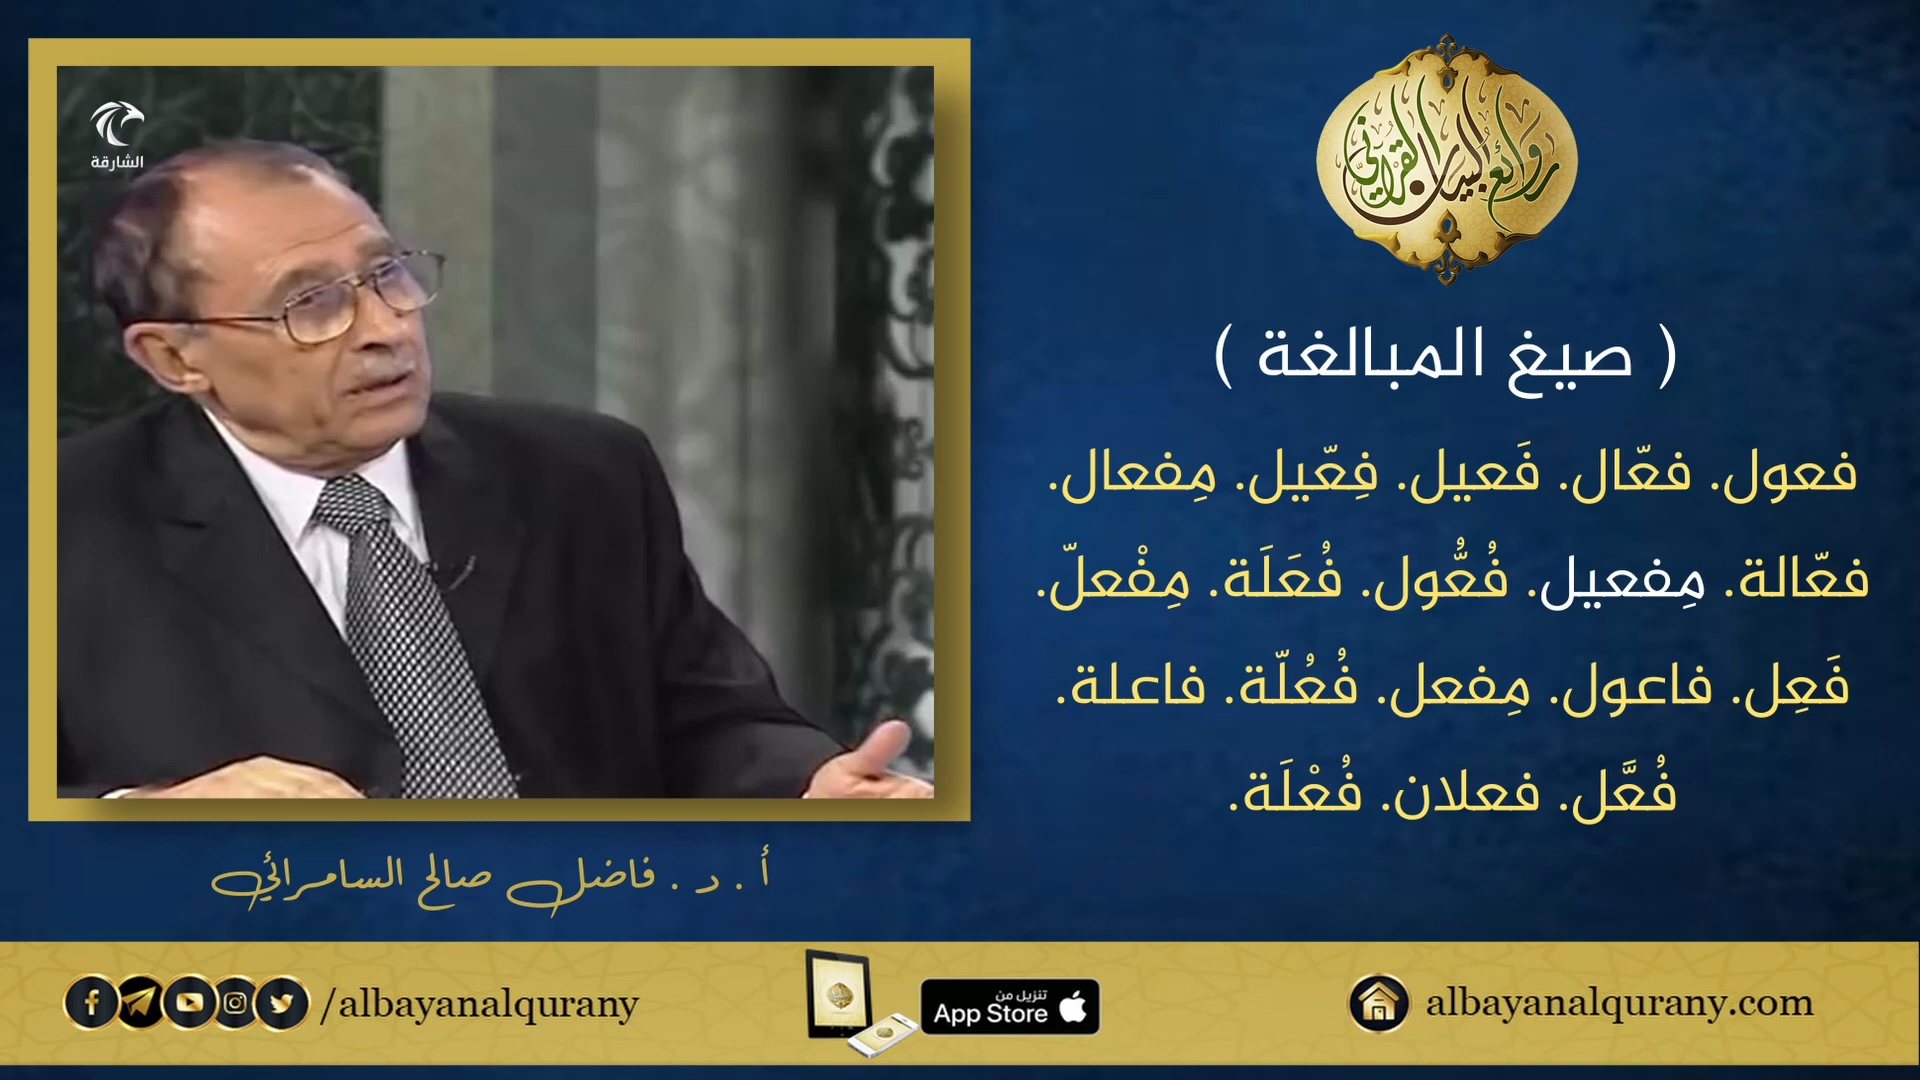 الشارقة
روائع البيان القرآني
( صيغ المبالغة )
فعول. فعّال. فَعيل. فِعّيل. مِفعال.
فعّالة. مِفعيل. فُعُّول. فُعَلَة. مِفْعلّ.
فَعِل. فاعول. مِفعل. فُعُلّة. فاعلة.
فُعَّل. فعلان. فُعْلَة.
أ . د . فاضل صالح السامرائي
/albayanalqurany
تنزيل من
App Store
albayanalqurany.com